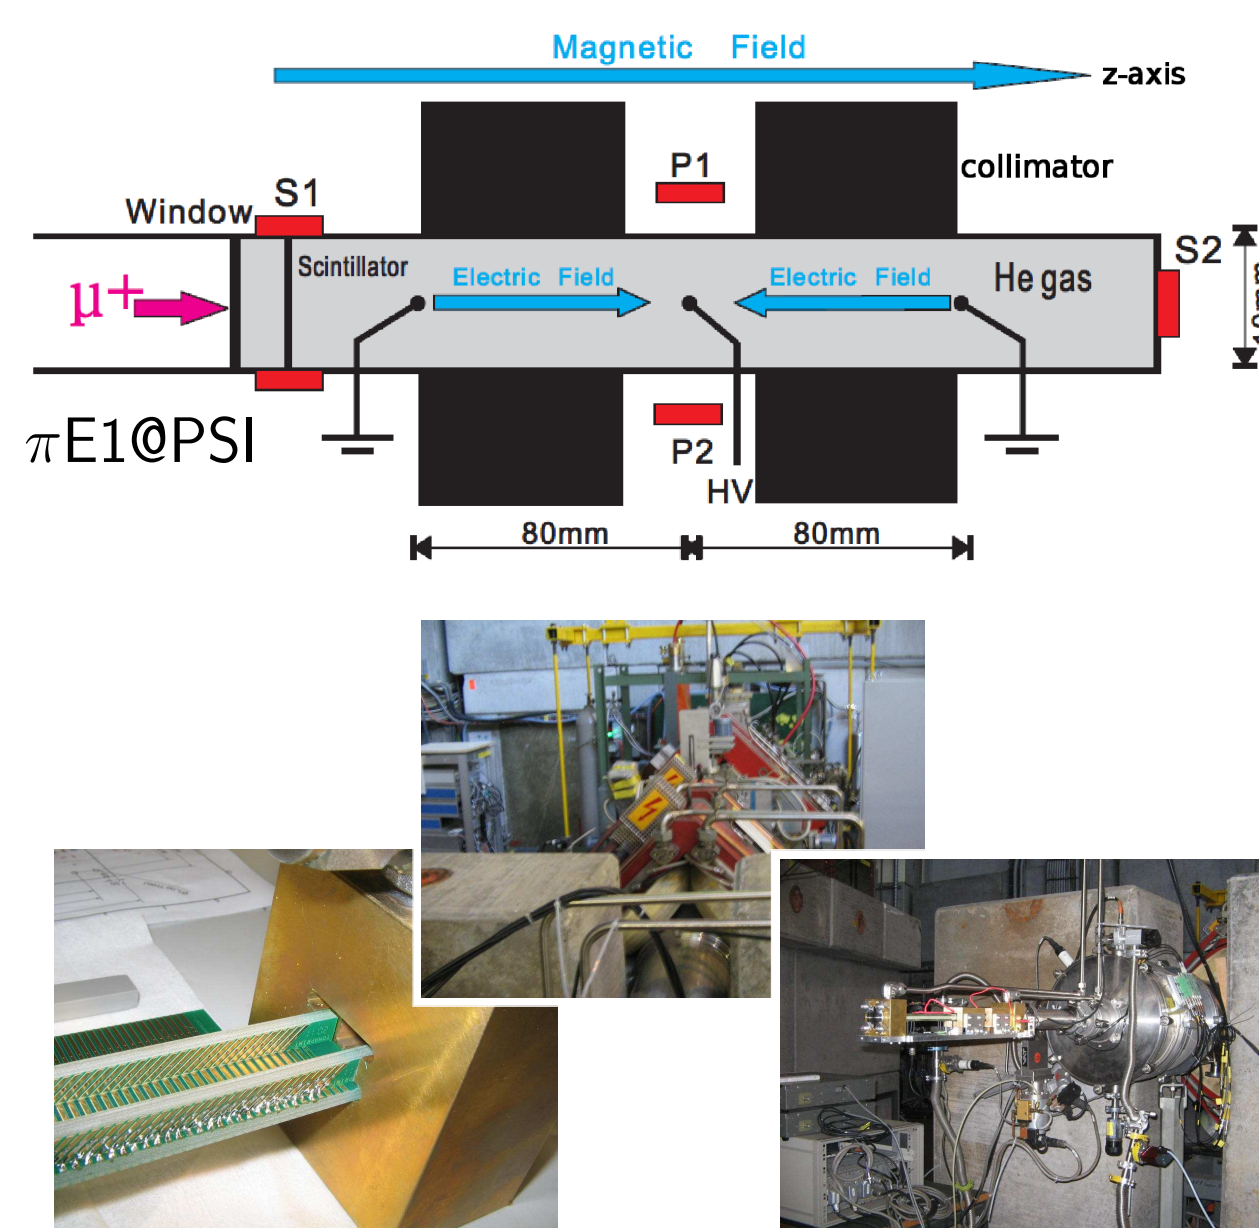 Magnetic Field
z-axis
P1
collimator
S1
Window
S2
Scintillator
Electric Field
Electric Field
He gas
μ+
10mm
πE1@PSI
P2
HV
80mm
80mm